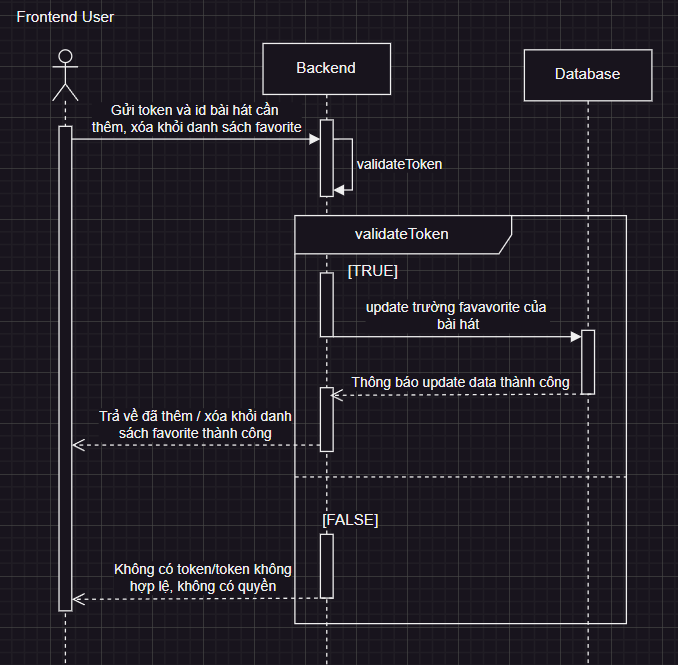 Frontend User
Backend
Database
Gửi token và id bài hát cần
thêm, xóa khỏi danh sách favorite
validateToken
validateToken
[TRUE]
update trường favavorite của
bài hát
Thông báo update data thành công
Trả về đã thêm / xóa khỏi danh
sách favorite thành công
[FALSE]
Không có token/token không
hợp lệ, không có quyền